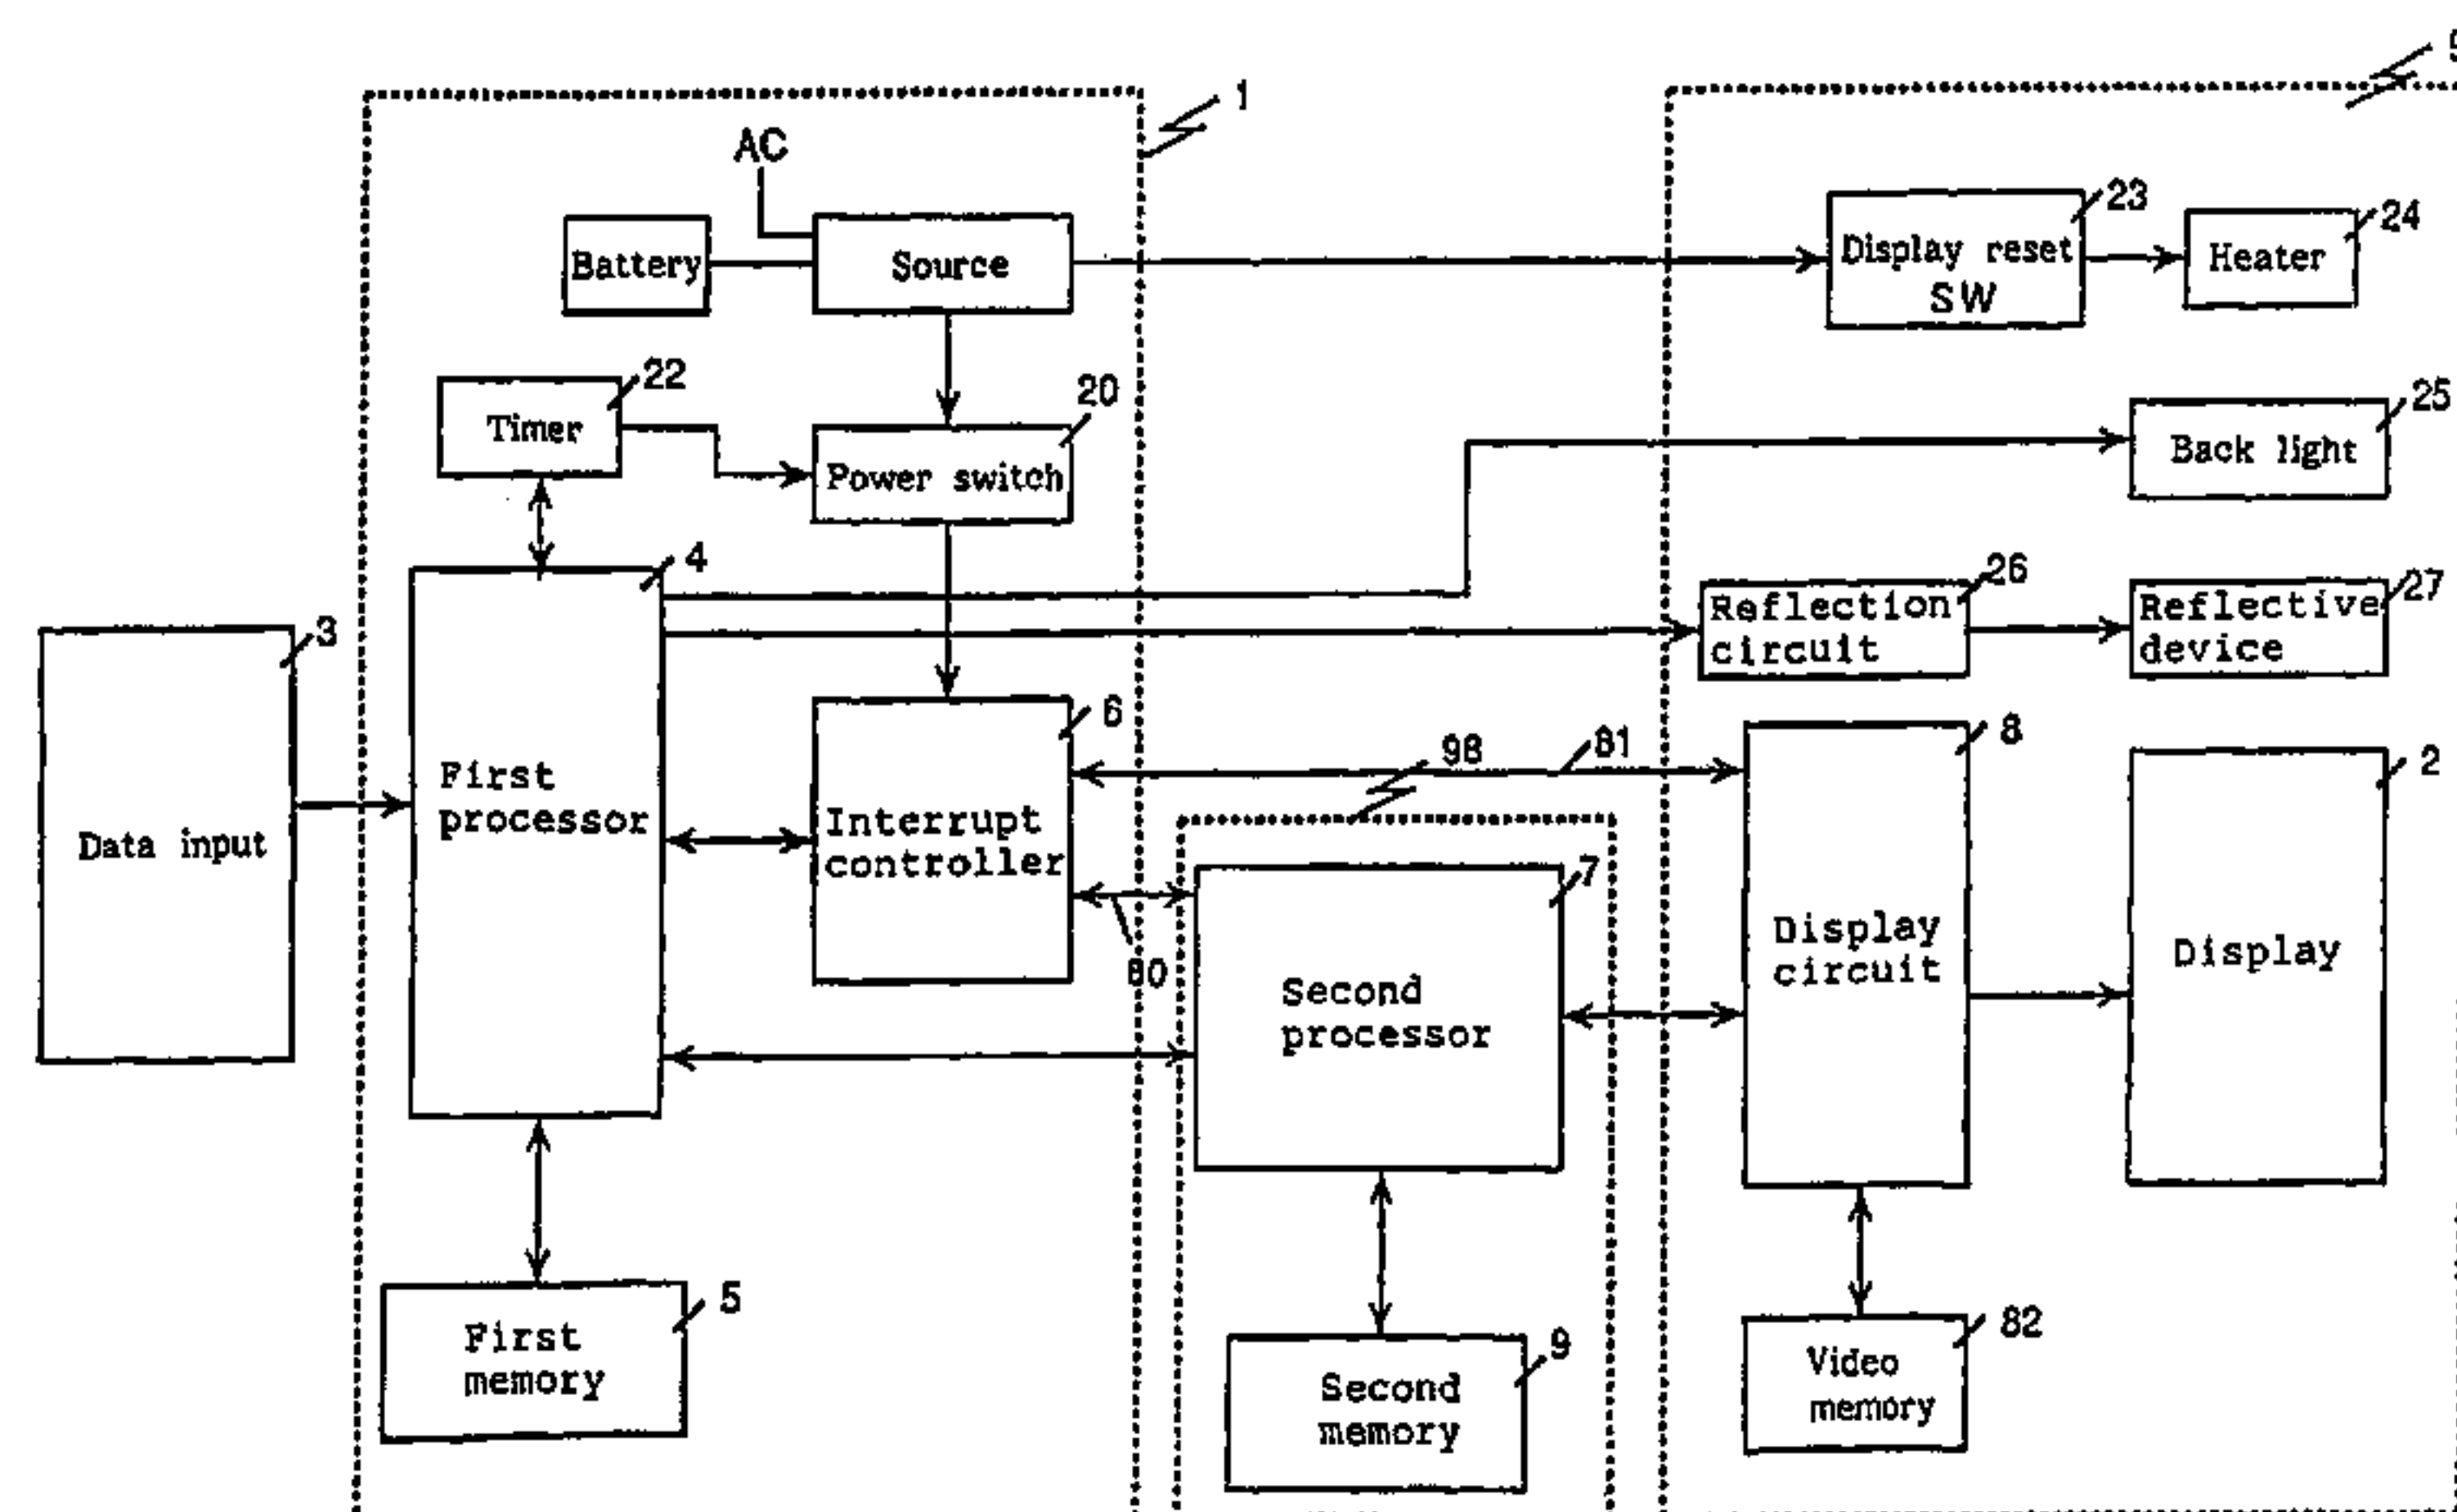 1
AC
23
24
Battery
Source
Display reset
SW
Heater
22
20
25
Timer
Power switch
Back light
4
26
27
Reflection
circuit
Reflective
device
3
6
98
81
8
2
First
processor
Data input
Interrupt
controller
7
80
Second
processor
Display
circuit
Display
5
First
memory
9
Second
memory
82
Video
memory